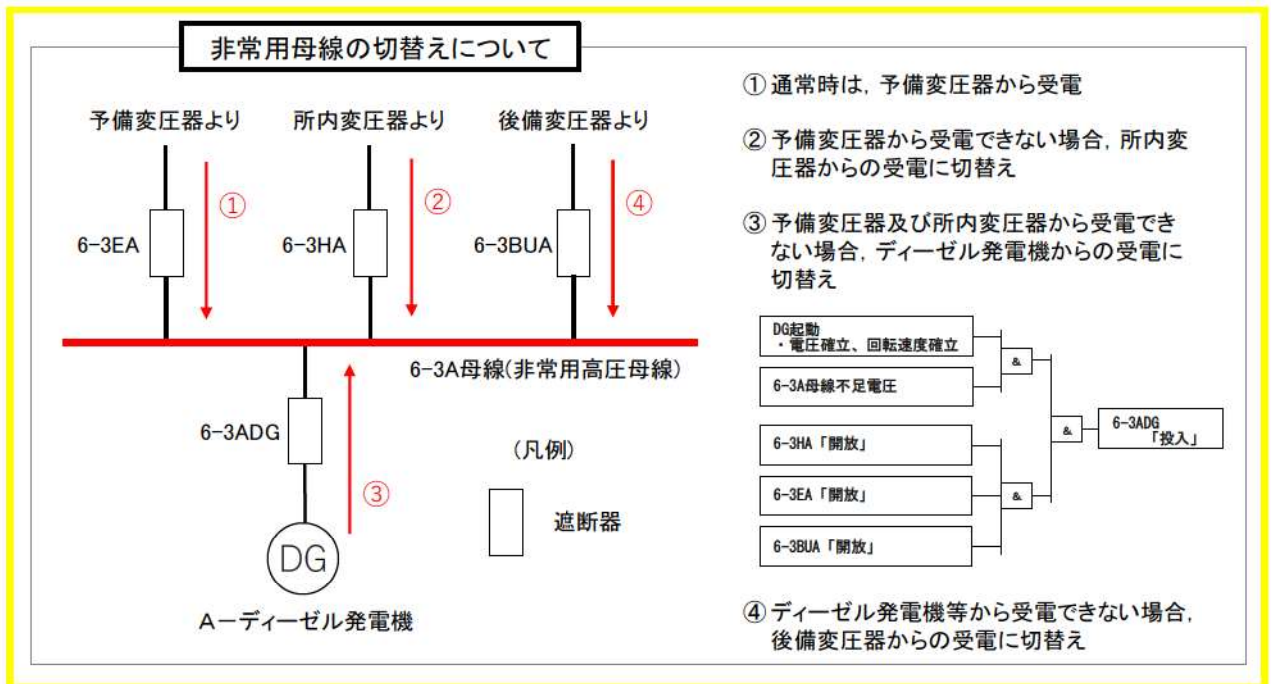 非常用母線の切替えについて
予備変圧器より
所内変圧器より
後備変圧器より
①
②
④
6-3EA
6-3HA
6-3BUA
6-3A母線(非常用高圧母線)
6-3ADG
③
(凡例)
遮断器
DG
A-ディーゼル発電機
① 通常時は，予備変圧器から受電
② 予備変圧器から受電できない場合，所内変
圧器からの受電に切替え
③ 予備変圧器及び所内変圧器から受電でき
ない場合，ディーゼル発電機からの受電に
切替え
DG起動
・電圧確立、回転速度確立
6-3A母線不足電圧
&
6-3HA「開放」
6-3EA「開放」
6-3BUA「開放」
&
&
6-3ADG
「投入」
④ ディーゼル発電機等から受電できない場合，
後備変圧器からの受電に切替え